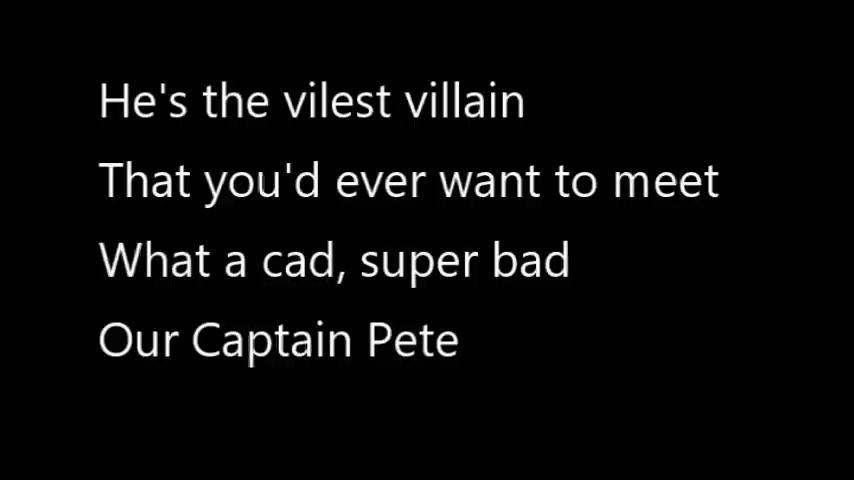 He's the vilest villain
That you'd ever want to meet
What a cad, super bad
Our Captain Pete